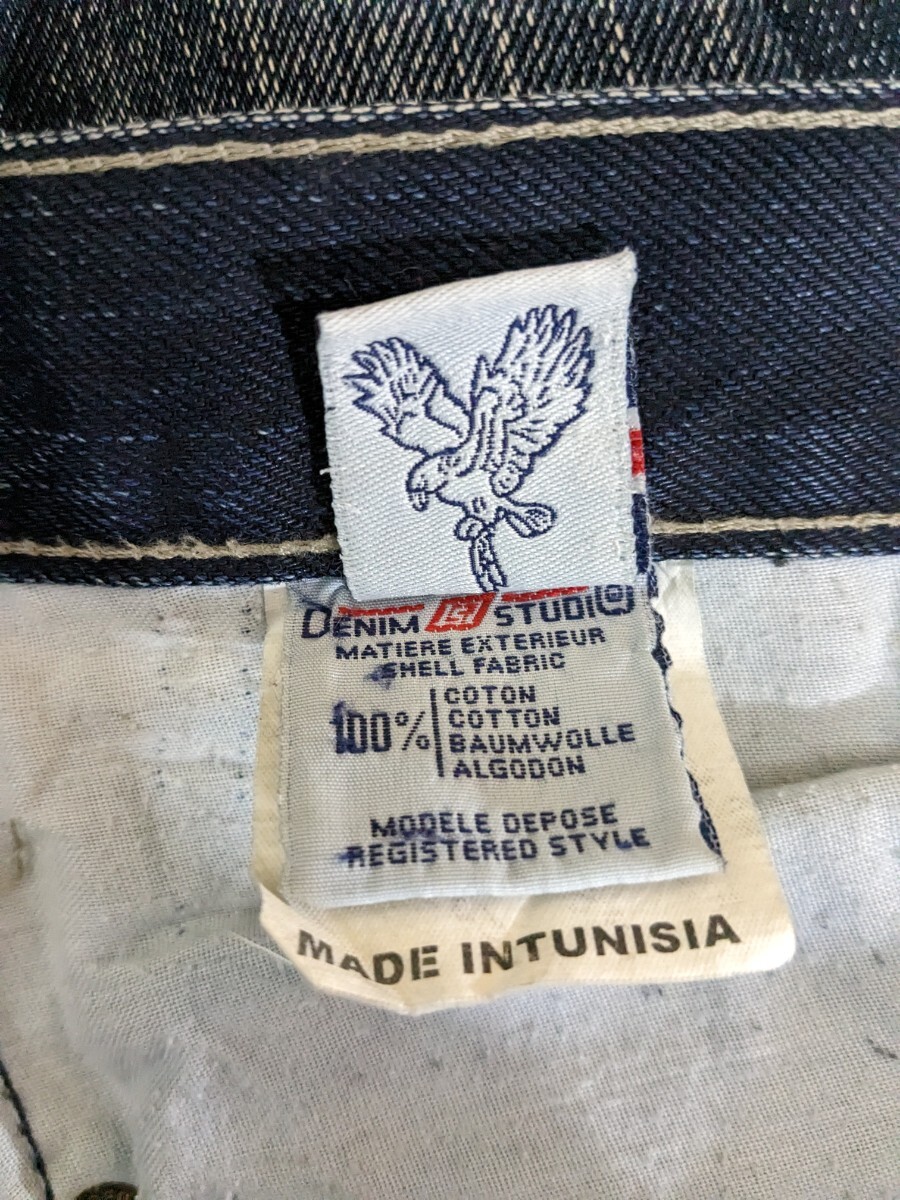 DENIM STUDIO
MATIERE EXTERIEUR
SHELL FABRIC
100%
COTON
COTTON
BAUMWOLLE
ALGODON
MODELE DEPOSE
REGISTERED STYLE
MADE INTUNISIA